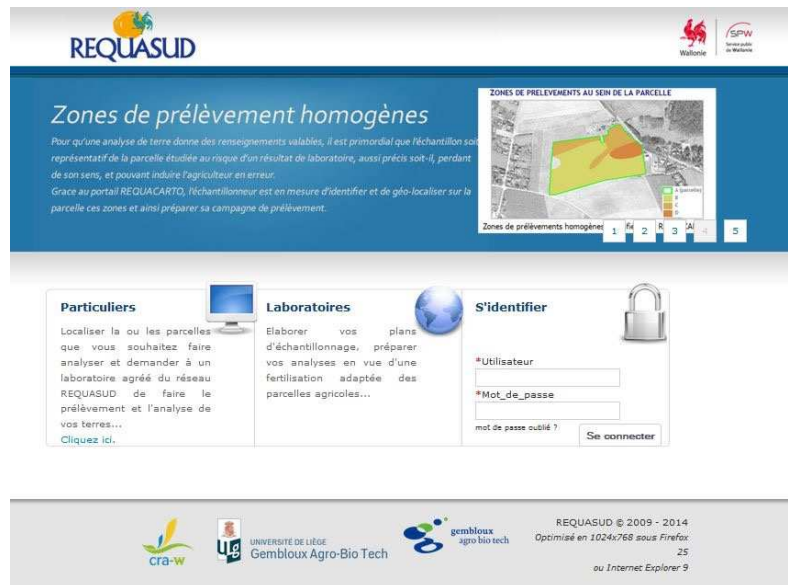 REQUASUD
Wallonie
SPW
Service public
de Wallonie
Zones de prélèvement homogènes
Pour qu'une analyse de terre donne des renseignements valables, il est primordial que l'échantillon soit
représentatif de la parcelle étudiée au risque d'un résultat de laboratoire, aussi précis soit-il, perdant
de son sens, et pouvant induire l'agriculteur en erreur.
Grace au portail REQUACARTO, l'échantillonneur est en mesure d'identifier et de géo-localiser sur la
parcelle ces zones et ainsi préparer sa campagne de prélèvement.
ZONES DE PRELEVEMENTS AU SEIN DE LA PARCELLE
A (parcelle)
B
C
D
Zones de prélèvements homogènes
1 2 3 4 5
Particuliers
Localiser la ou les parcelles
que vous souhaitez faire
analyser et demander à un
laboratoire agréé du réseau
REQUASUD de faire le
prélèvement et l'analyse de
vos terres...
Cliquez ici.
Laboratoires
Elaborer vos plans
d'échantillonnage, préparer
vos analyses en vue d'une
fertilisation adaptée des
parcelles agricoles...
S'identifier
*Utilisateur
*Mot_de_passe
mot de passe oublié ?
Se connecter
cra-w
ULg
UNIVERSITÉ DE LIÈGE
Gembloux Agro-Bio Tech
gembloux
agro bio tech
REQUASUD © 2009 - 2014
Optimisé en 1024x768 sous Firefox
25
ou Internet Explorer 9